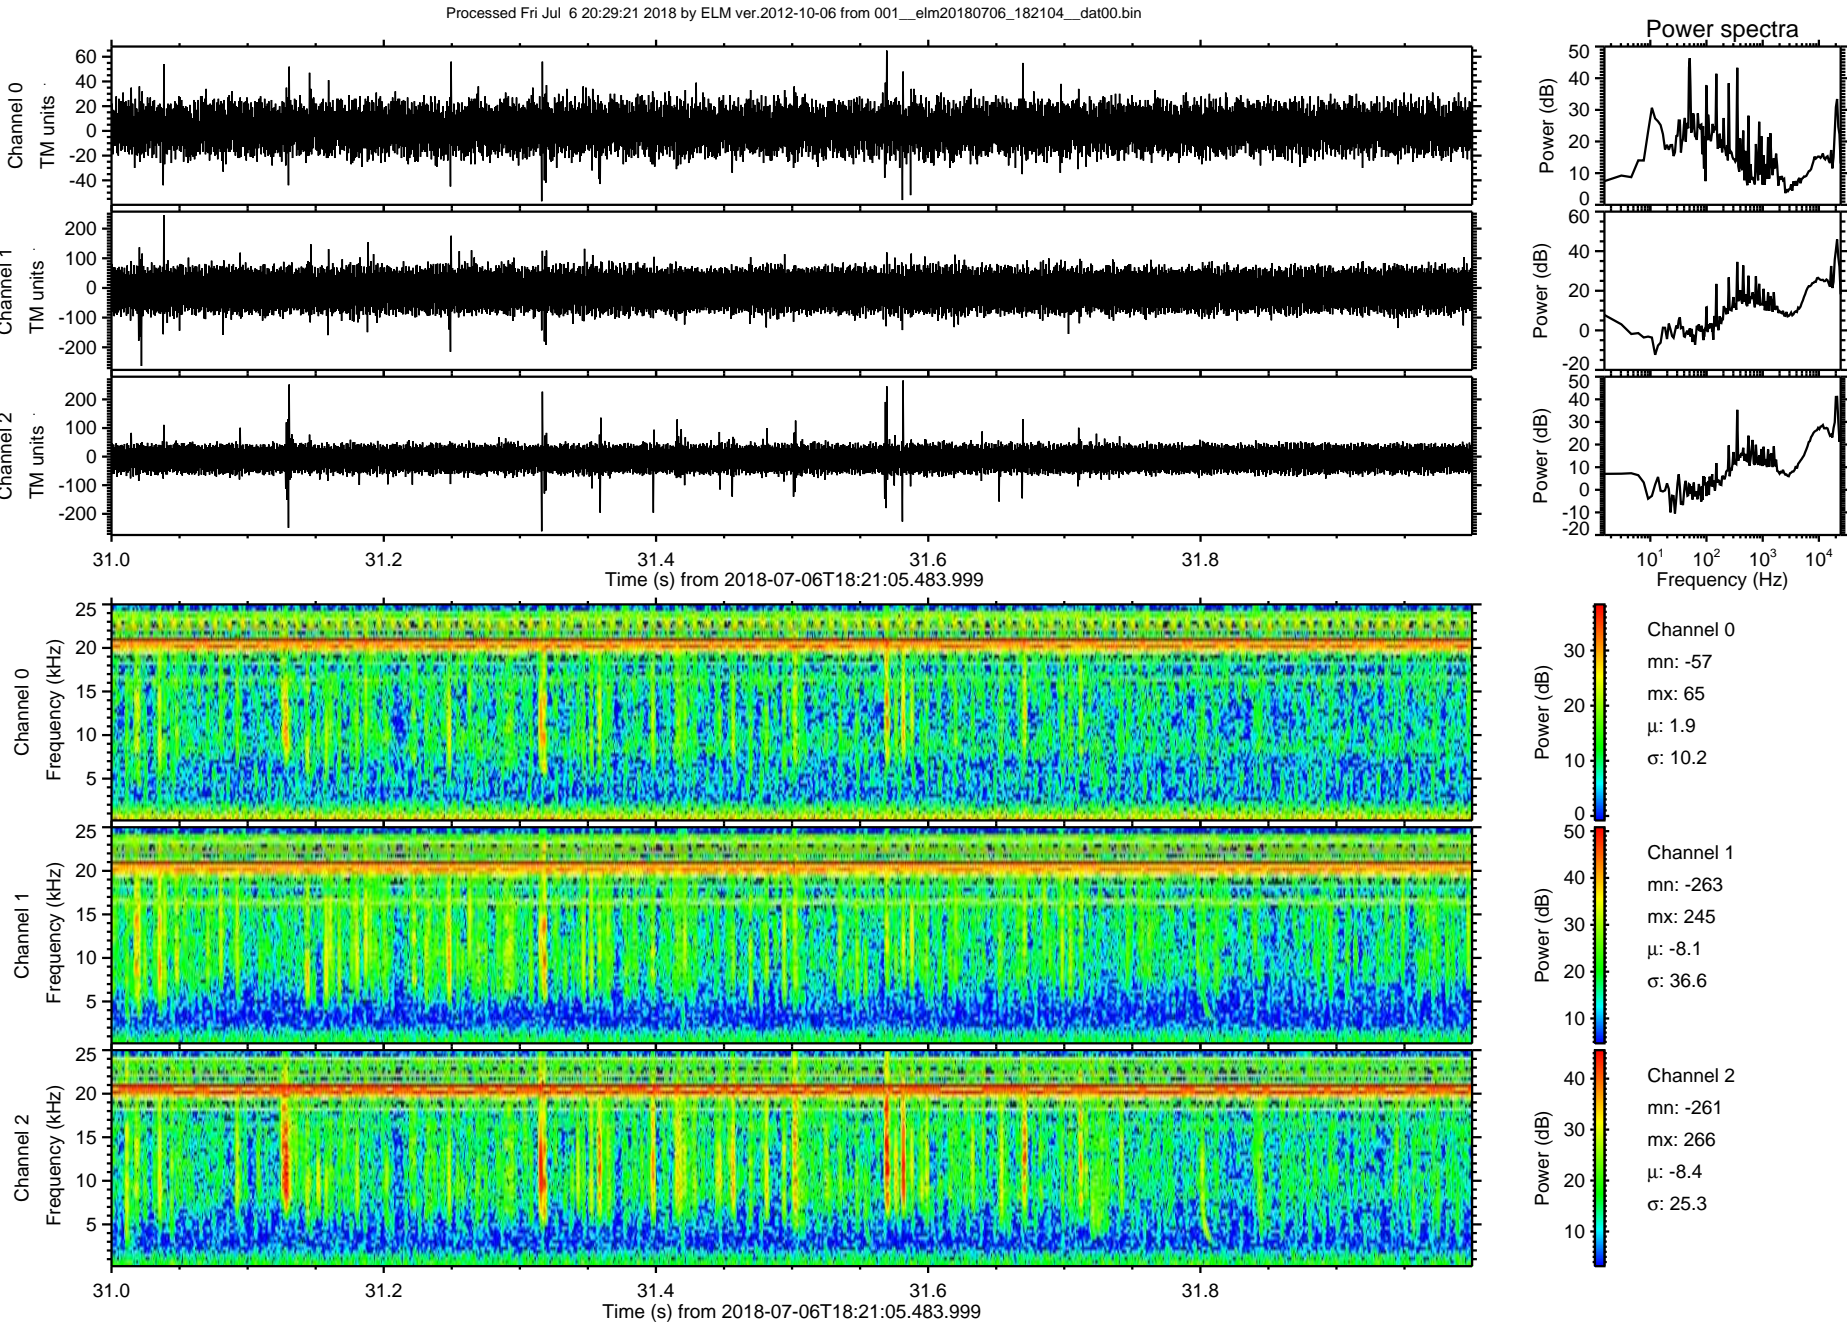 Processed Fri Jul  6 20:29:21 2018 by ELM ver.2012-10-06 from 001__elm20180706_182104__dat00.bin
Power spectra
Channel 0
TM units
60
40
20
0
-20
-40
Power (dB)
50
40
30
20
10
0
Channel 1
TM units
200
100
0
-100
-200
Power (dB)
60
40
20
0
-20
Channel 2
TM units
200
100
0
-100
-200
Power (dB)
50
40
30
20
10
0
-10
-20
31.0 31.2 31.4 31.6 31.8
Time (s) from 2018-07-06T18:21:05.483.999
10^1 10^2 10^3 10^4
Frequency (Hz)
Channel 0
Frequency (kHz)
25
20
15
10
5
Power (dB)
30
20
10
0
Channel 0
mn: -57
mx: 65
μ: 1.9
σ: 10.2
Channel 1
Frequency (kHz)
25
20
15
10
5
Power (dB)
50
40
30
20
10
Channel 1
mn: -263
mx: 245
μ: -8.1
σ: 36.6
Channel 2
Frequency (kHz)
25
20
15
10
5
Power (dB)
40
30
20
10
Channel 2
mn: -261
mx: 266
μ: -8.4
σ: 25.3
31.0 31.2 31.4 31.6 31.8
Time (s) from 2018-07-06T18:21:05.483.999